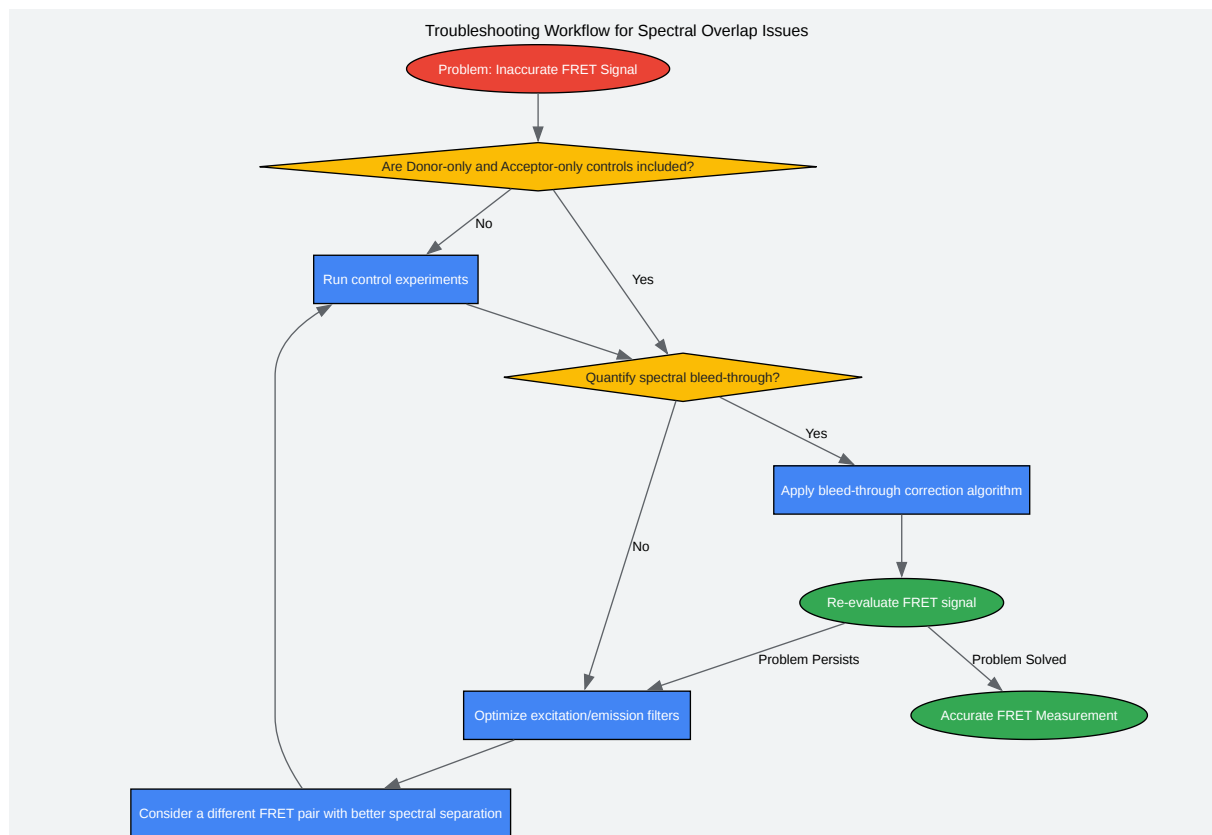 Troubleshooting Workflow for Spectral Overlap Issues
Problem: Inaccurate FRET Signal
Are Donor-only and Acceptor-only controls included?
No
Run control experiments
Yes
Quantify spectral bleed-through?
Yes
Apply bleed-through correction algorithm
No
Re-evaluate FRET signal
Problem Persists
Problem Solved
Optimize excitation/emission filters
Accurate FRET Measurement
Consider a different FRET pair with better spectral separation